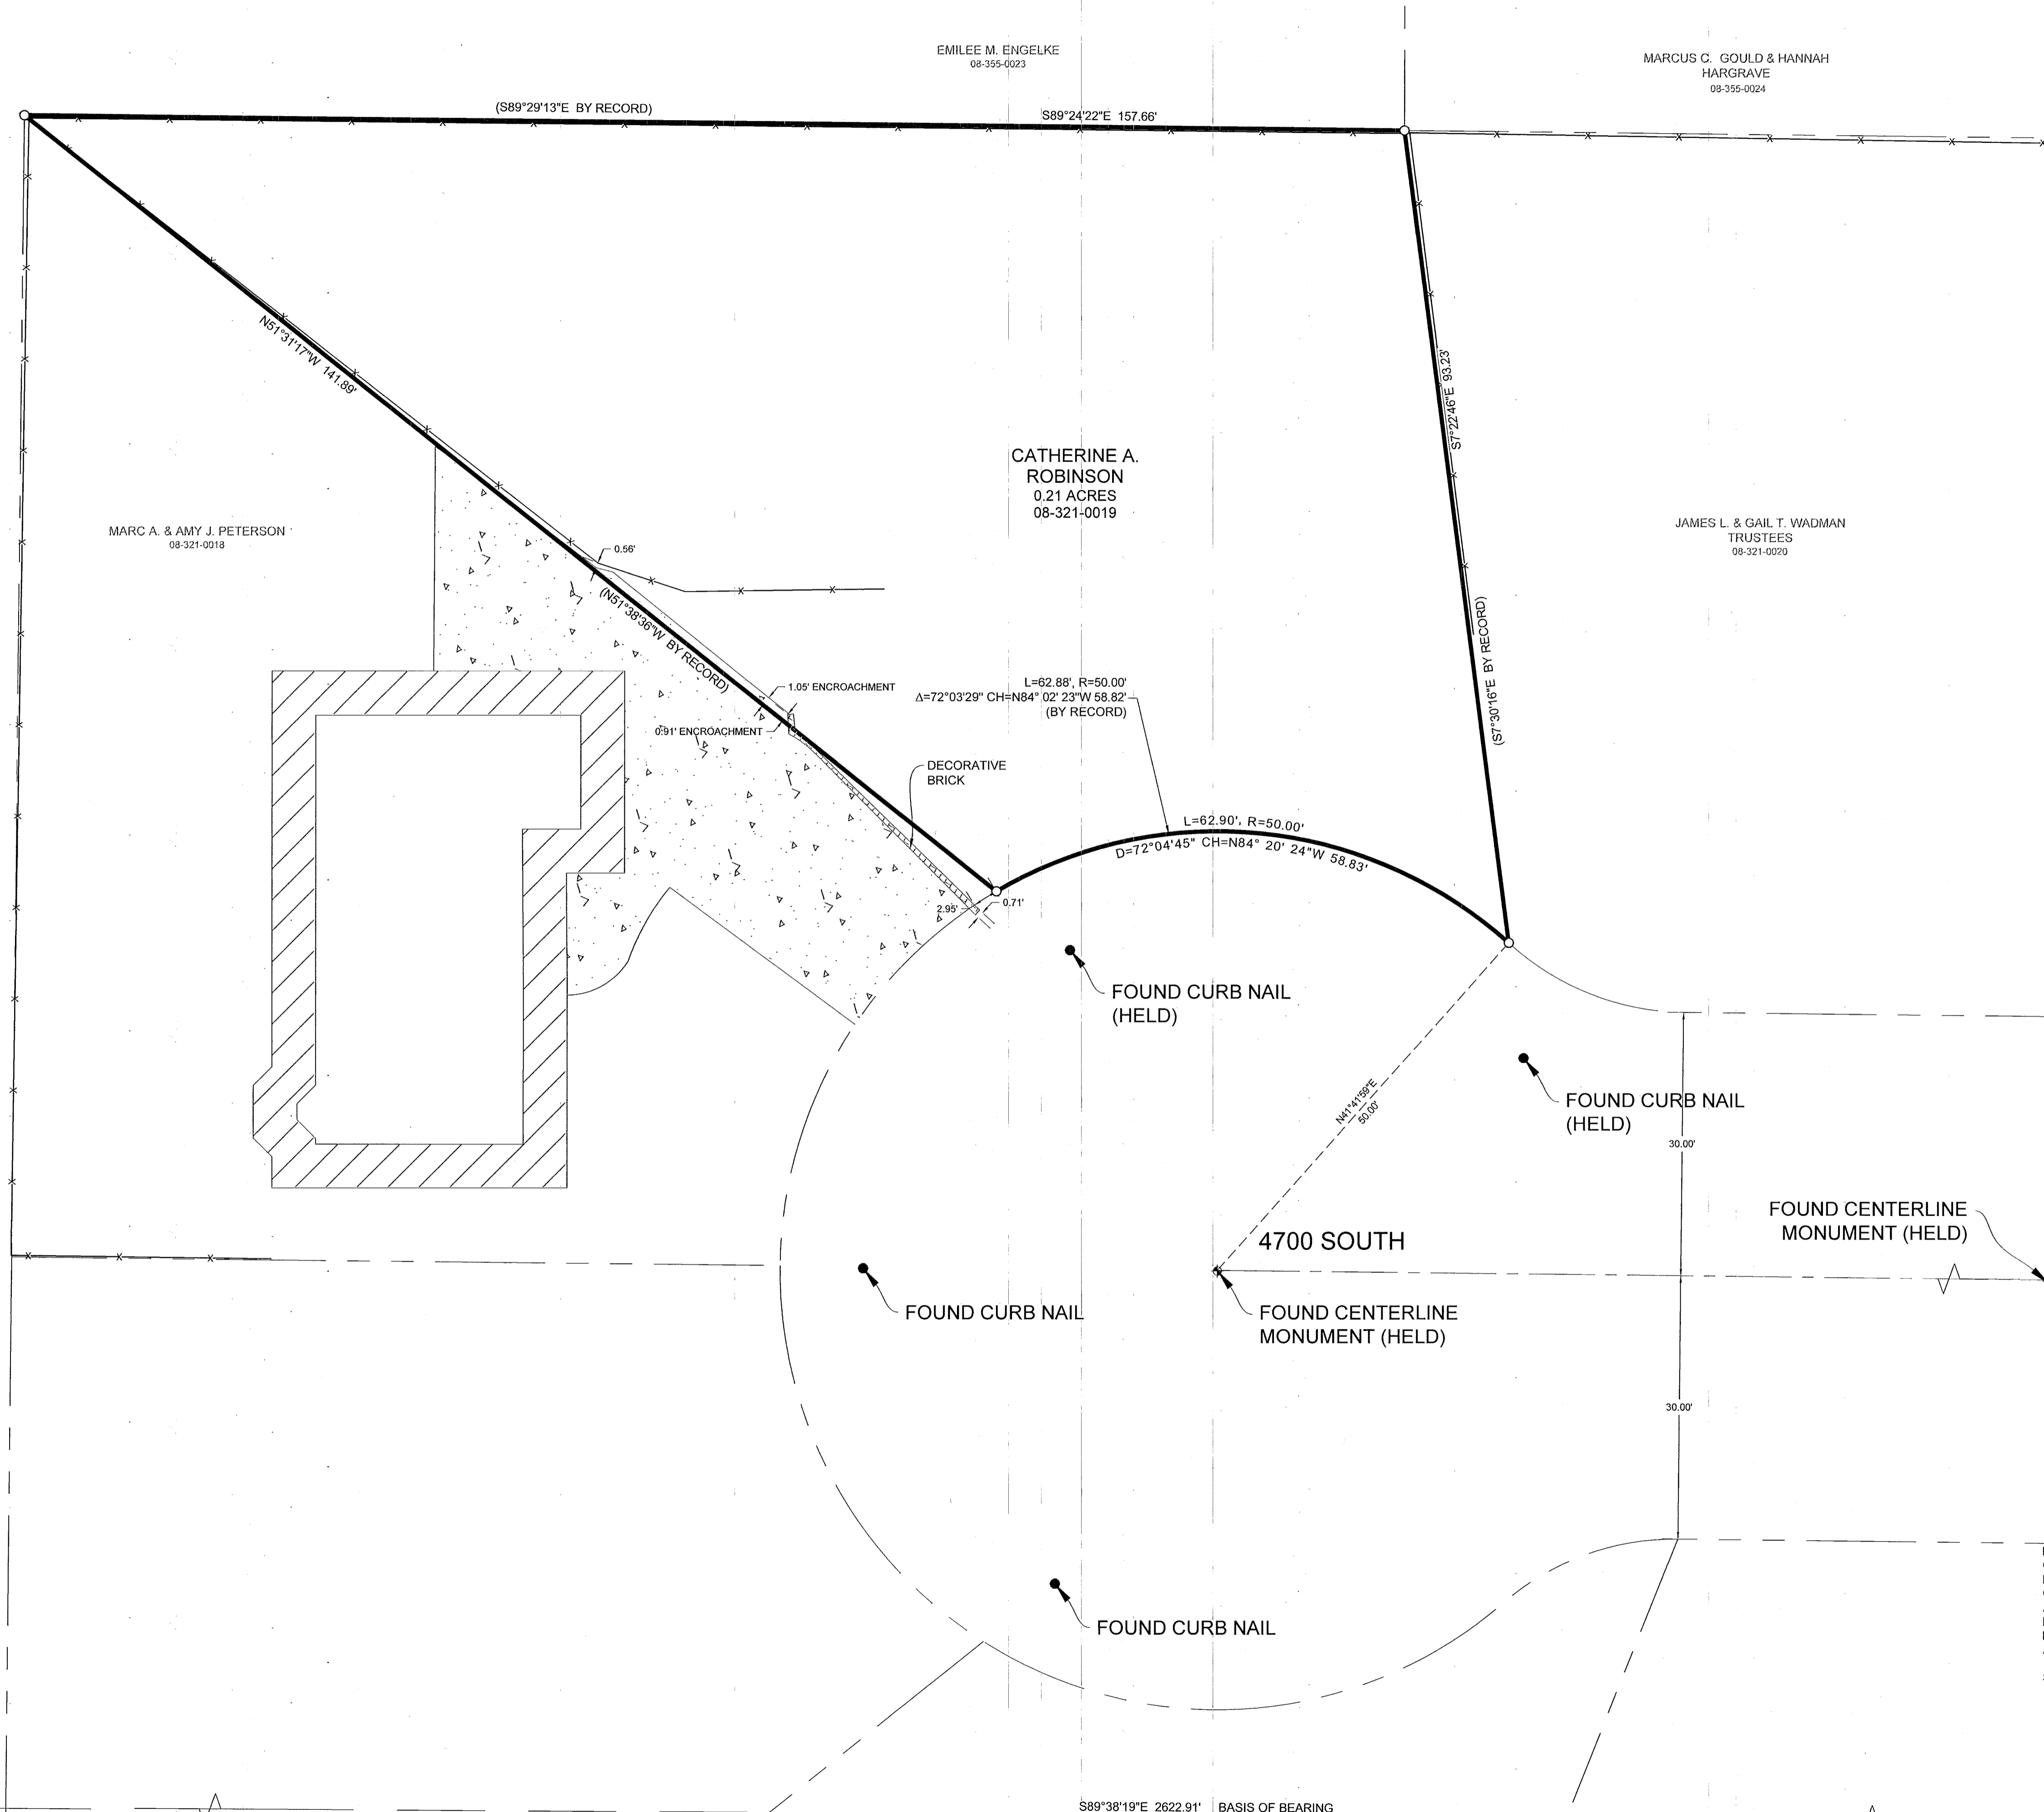 EMILEE M. ENGELKE
08-355-0023
MARCUS C. GOULD & HANNAH
HARGRAVE
08-355-0024
(S89°29'13"E BY RECORD)
S89°24'22"E 157.66'
N51°31'17"W 141.89'
S7°22'46"E 93.23'
CATHERINE A.
ROBINSON
0.21 ACRES
08-321-0019
MARC A. & AMY J. PETERSON
08-321-0018
JAMES L. & GAIL T. WADMAN
TRUSTEES
08-321-0020
0.56'
(N51°38'36"W BY RECORD)
(S7°30'16"E BY RECORD)
1.05' ENCROACHMENT
0.91' ENCROACHMENT
L=62.88', R=50.00'
Δ=72°03'29" CH=N84° 02' 23"W 58.82'
(BY RECORD)
DECORATIVE
BRICK
L=62.90', R=50.00'
D=72°04'45" CH=N84° 20' 24"W 58.83'
2.95'
0.71'
FOUND CURB NAIL
(HELD)
N41°41'59"E
50.00'
FOUND CURB NAIL
(HELD)
30.00'
4700 SOUTH
FOUND CENTERLINE
MONUMENT (HELD)
FOUND CURB NAIL
FOUND CENTERLINE
MONUMENT (HELD)
30.00'
FOUND CURB NAIL
S89°38'19"E 2622.91' BASIS OF BEARING